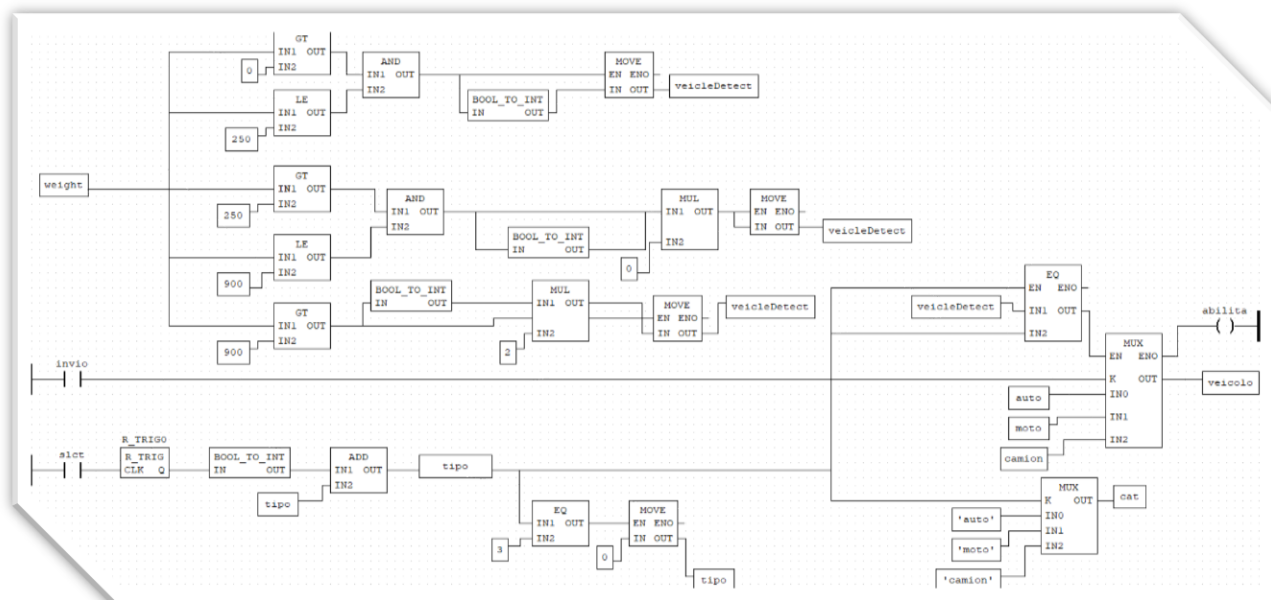 GT
IN1 OUT
0
IN2
AND
IN1 OUT
IN2
LE
IN1 OUT
IN2
250
BOOL_TO_INT
IN OUT
MOVE
EN ENO
IN OUT
veicleDetect
weight
GT
IN1 OUT
IN2
250
AND
IN1 OUT
IN2
LE
IN1 OUT
IN2
900
BOOL_TO_INT
IN OUT
MUL
IN1 OUT
IN2
0
MOVE
EN ENO
IN OUT
veicleDetect
GT
IN1 OUT
IN2
900
BOOL_TO_INT
IN OUT
MUL
IN1 OUT
IN2
2
MOVE
EN ENO
IN OUT
veicleDetect
EQ
EN ENO
veicleDetect
IN1 OUT
IN2
invio
abilita
MUX
EN ENO
K OUT
veicolo
auto
IN0
moto
IN1
camion
IN2
slct
R_TRIG0
R_TRIG
CLK Q
BOOL_TO_INT
IN OUT
ADD
IN1 OUT
IN2
tipo
tipo
EQ
IN1 OUT
IN2
3
MOVE
EN ENO
IN OUT
0
tipo
MUX
K OUT
cat
'auto'
IN0
'moto'
IN1
'camion'
IN2